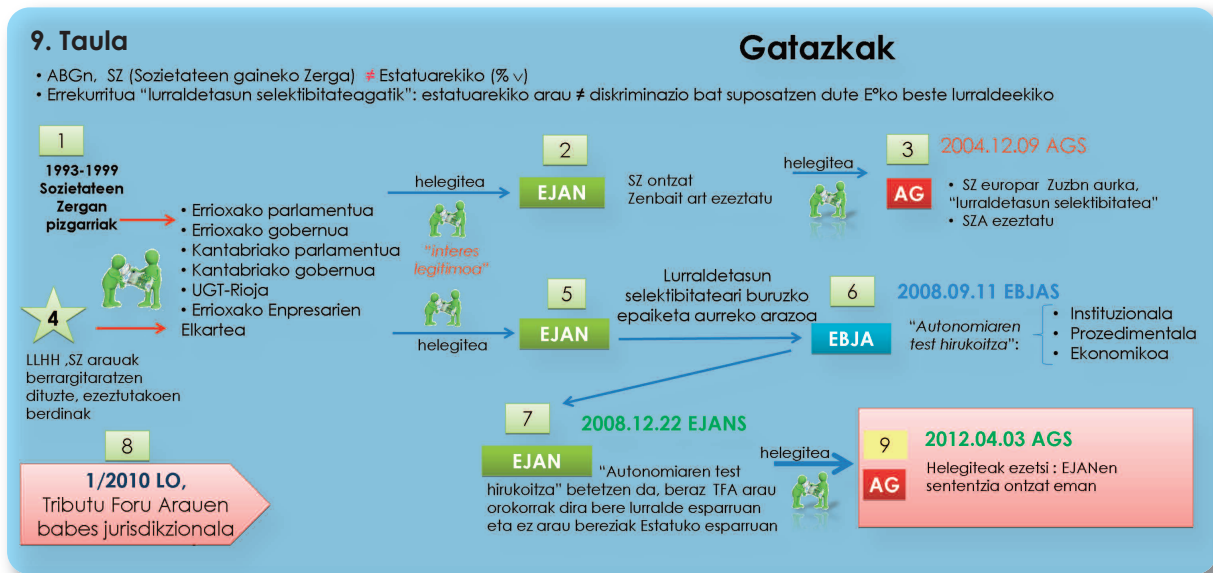 9. Taula
Gatazkak
• ABGn, SZ (Sozietateen gaineko Zerga) ≠ Estatuarekiko (% v)
• Errekurritua “lurraldetasun selektibitateagatik”: estatuarekiko arau ≠ diskriminazio bat suposatzen dute Eºko beste lurraldeekiko
1
1993-1999
Sozietateen
Zergan
pizgarriak
• Errioxako parlamentua
• Errioxako gobernua
• Kantabriako parlamentua
• Kantabriako gobernua
• UGT-Rioja
• Errioxako Enpresarien
Elkartea
helegitea
“interes
legitimoa”
helegitea
2
EJAN
SZ ontzat
Zenbait art ezeztatu
helegitea
3
2004.12.09 AGS
AG
• SZ europar Zuzbn aurka,
“lurraldetasun selektibitatea”
• SZA ezeztatu
4
LLHH ,SZ arauak
berrargitaratzen
dituzte, ezeztutakoen
berdinak
5
EJAN
Lurraldetasun
selektibitateari buruzko
epaiketa aurreko arazoa
6
2008.09.11 EBJAS
EBJA
“Autonomiaren
test hirukoitza”:
• Instituzionala
• Prozedimentala
• Ekonomikoa
7
2008.12.22 EJANS
EJAN
“Autonomiaren test
hirukoitza” betetzen da, beraz TFA arau
orokorrak dira bere lurralde esparruan
eta ez arau bereziak Estatuko esparruan
helegitea
8
1/2010 LO,
Tributu Foru Arauen
babes jurisdikzionala
9
2012.04.03 AGS
AG
Helegiteak ezetsi : EJANen
sententzia ontzat eman